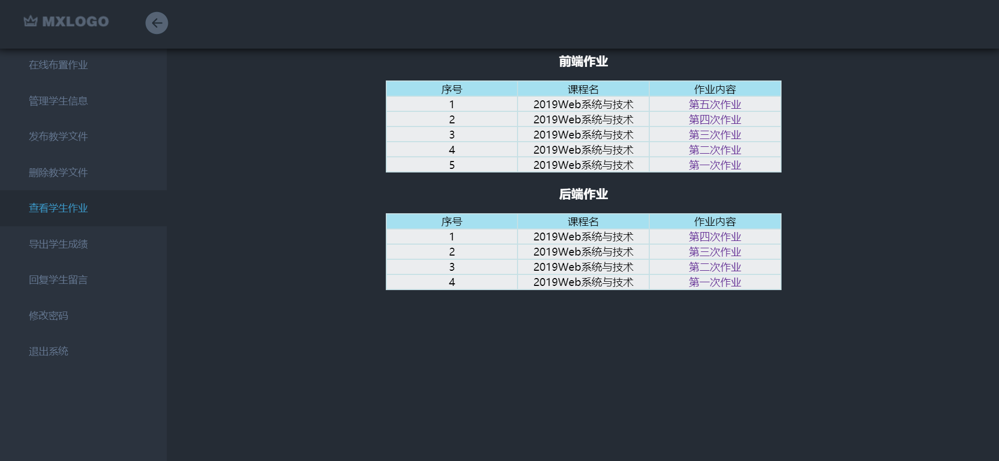 MXLOGO
在线布置作业
管理学生信息
发布教学文件
删除教学文件
查看学生作业
导出学生成绩
回复学生留言
修改密码
退出系统
前端作业
序号 课程名 作业内容
1 2019Web系统与技术 第五次作业
2 2019Web系统与技术 第四次作业
3 2019Web系统与技术 第三次作业
4 2019Web系统与技术 第二次作业
5 2019Web系统与技术 第一次作业
后端作业
序号 课程名 作业内容
1 2019Web系统与技术 第四次作业
2 2019Web系统与技术 第三次作业
3 2019Web系统与技术 第二次作业
4 2019Web系统与技术 第一次作业